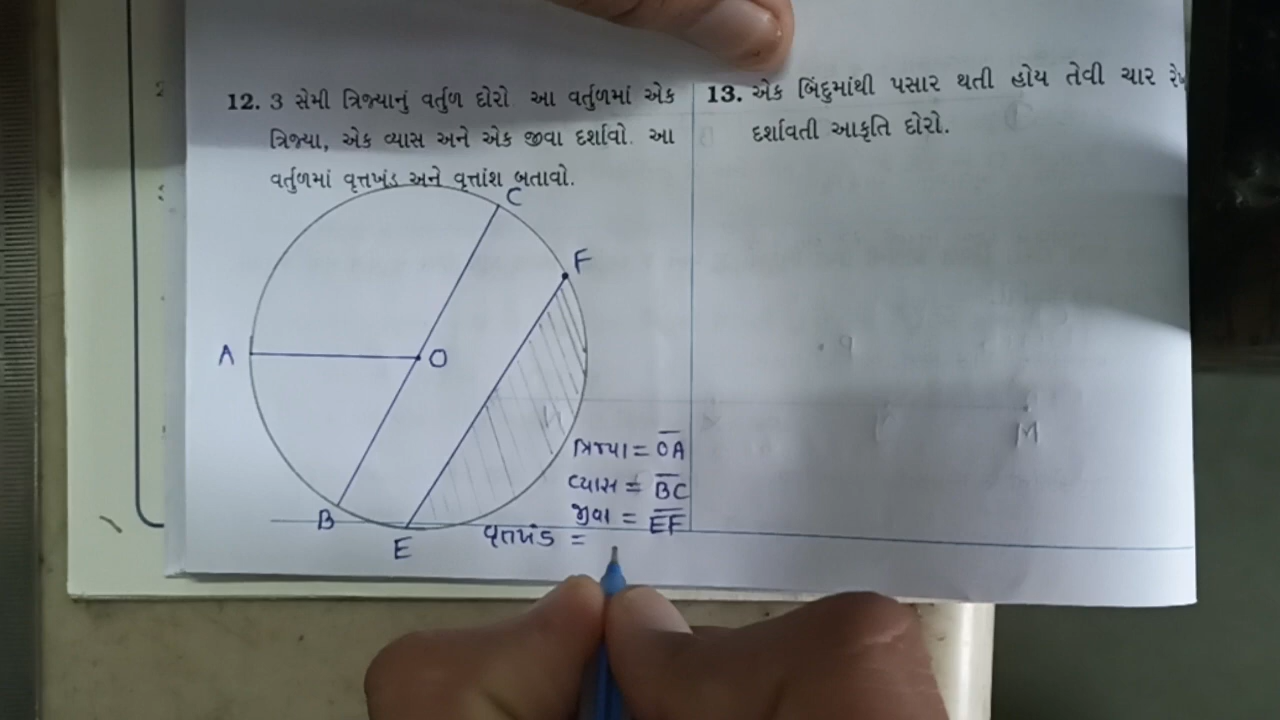 12. 3 સેમી ત્રિજ્યાનું વર્તુળ દોરો આ વર્તુળમાં એક
ત્રિજ્યા, એક વ્યાસ અને એક જીવા દર્શાવો. આ
વર્તુળમાં વૃત્તખંડ અને વૃત્તાંશ બતાવો.
C
F
A
O
B
E
ત્રિજ્યા = OA
વ્યાસ = BC
જીવા = EF
વૃતખંડ =
13. એક બિંદુમાંથી પસાર થતી હોય તેવી ચાર
દર્શાવતી આકૃતિ દોરો.
M